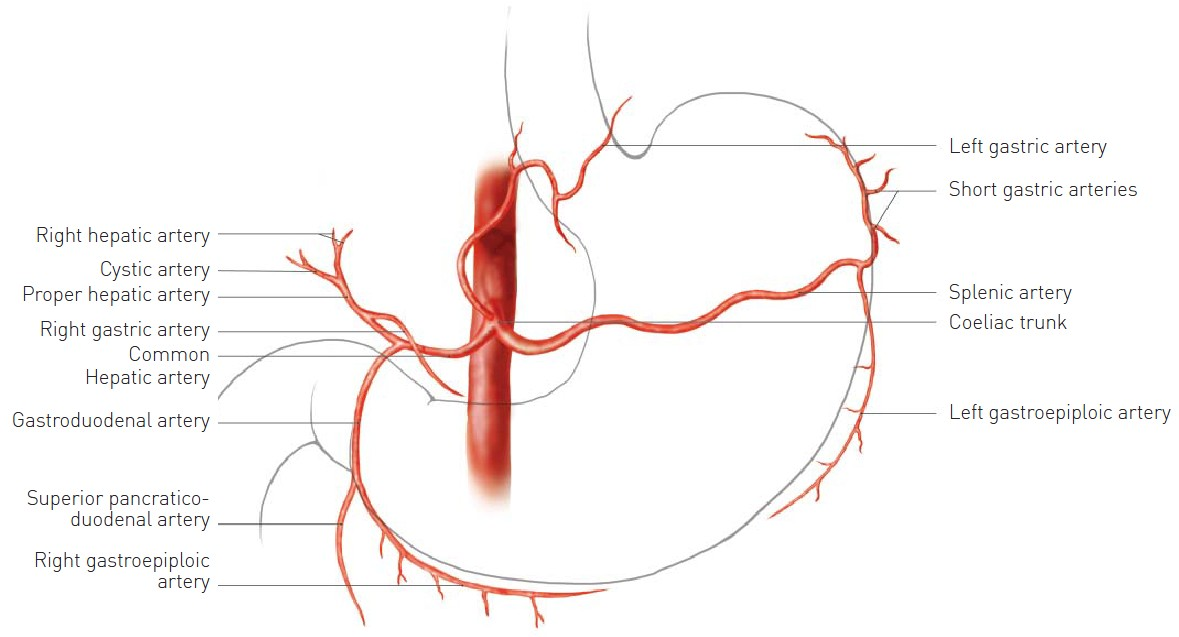 Right hepatic artery
Cystic artery
Proper hepatic artery
Right gastric artery
Common
Hepatic artery
Gastroduodenal artery
Superior pancratico-
duodenal artery
Right gastroepiploic
artery
Left gastric artery
Short gastric arteries
Splenic artery
Coeliac trunk
Left gastroepiploic artery